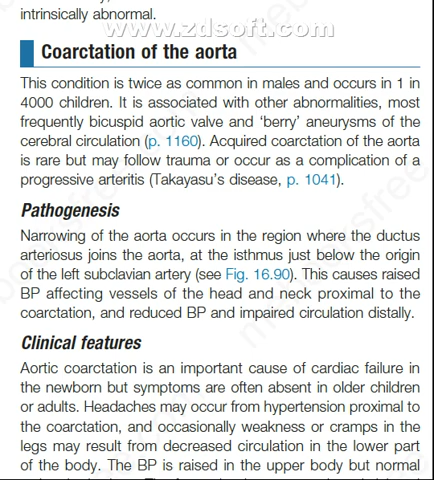 intrinsically abnormal.
www.zdsoft.com
Coarctation of the aorta
This condition is twice as common in males and occurs in 1 in
4000 children. It is associated with other abnormalities, most
frequently bicuspid aortic valve and ‘berry’ aneurysms of the
cerebral circulation (p. 1160). Acquired coarctation of the aorta
is rare but may follow trauma or occur as a complication of a
progressive arteritis (Takayasu’s disease, p. 1041).
Pathogenesis
Narrowing of the aorta occurs in the region where the ductus
arteriosus joins the aorta, at the isthmus just below the origin
of the left subclavian artery (see Fig. 16.90). This causes raised
BP affecting vessels of the head and neck proximal to the
coarctation, and reduced BP and impaired circulation distally.
Clinical features
Aortic coarctation is an important cause of cardiac failure in
the newborn but symptoms are often absent in older children
or adults. Headaches may occur from hypertension proximal to
the coarctation, and occasionally weakness or cramps in the
legs may result from decreased circulation in the lower part
of the body. The BP is raised in the upper body but normal